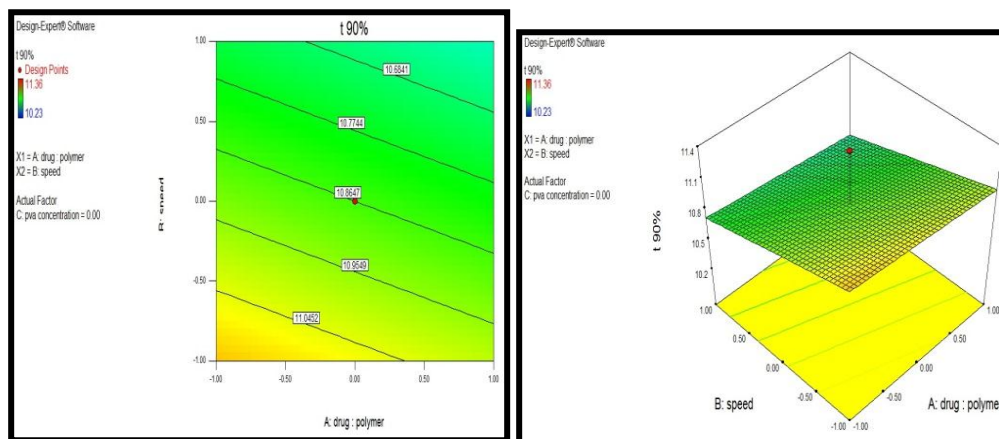 Design-Expert® Software
t 90%
t 90%
Design Points
11.36
10.23
X1 = A: drug : polymer
X2 = B: speed
Actual Factor
C: pva concentration = 0.00
1.00
0.50
0.00
-0.50
-1.00
B: speed
10.6841
10.7744
10.8647
10.9549
11.0452
-1.00 -0.50 0.00 0.50 1.00
A: drug : polymer
Design-Expert® Software
t 90%
11.36
10.23
X1 = A: drug : polymer
X2 = B: speed
Actual Factor
C: pva concentration = 0.00
11.4
11.1
10.8
10.5
10.2
t 90%
1.00
0.50
0.00
-0.50
-1.00
B: speed
1.00
0.50
0.00
-0.50
-1.00
A: drug : polyme